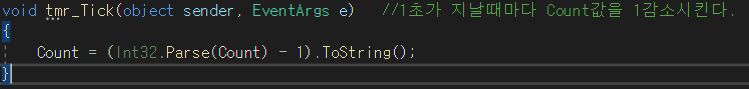 void tmr_Tick(object sender, EventArgs e)   //1초가 지날때마다 Count값을 1감소시킨다.
{
    Count = (Int32.Parse(Count) - 1).ToString();
}